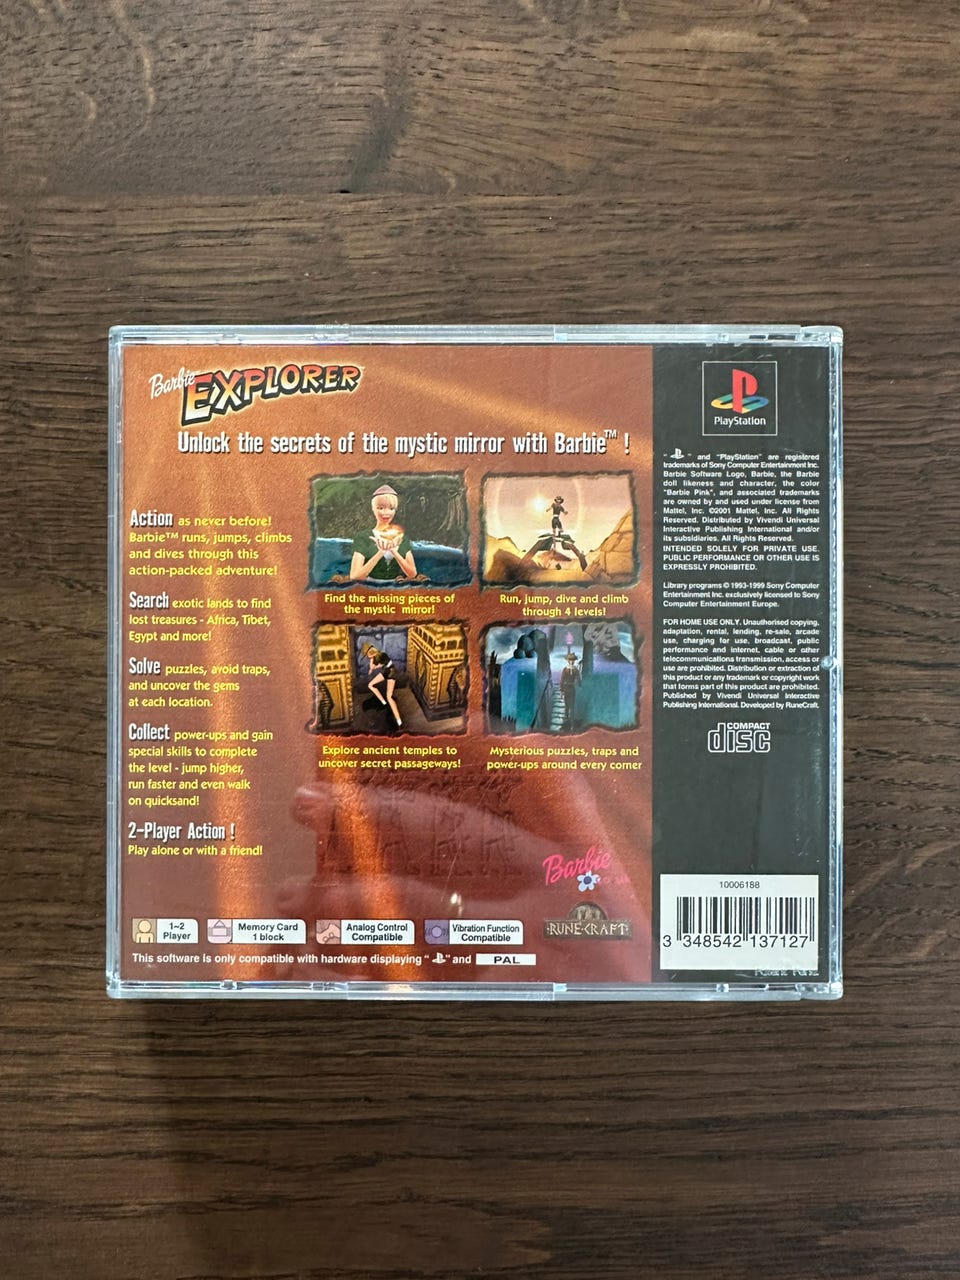 Barbie EXPLORER
Unlock the secrets of the mystic mirror with Barbie™ !
Action as never before!
Barbie™ runs, jumps, climbs
and dives through this
action-packed adventure!
Search exotic lands to find
lost treasures - Africa, Tibet,
Egypt and more!
Solve puzzles, avoid traps,
and uncover the gems
at each location.
Collect power-ups and gain
special skills to complete
the level - jump higher,
run faster and even walk
on quicksand!
2-Player Action !
Play alone or with a friend!
Find the missing pieces of
the mystic mirror!
Run, jump, dive and climb
through 4 levels!
Explore ancient temples to
uncover secret passageways!
Mysterious puzzles, traps and
power-ups around every corner
Barbie
RUNECRAFT
1~2
Player
Memory Card
1 block
Analog Control
Compatible
Vibration Function
Compatible
This software is only compatible with hardware displaying " " and PAL
PlayStation
" " and "PlayStation" are registered
trademarks of Sony Computer Entertainment Inc.
Barbie Software Logo, Barbie, the Barbie
doll likeness and character, the color
"Barbie Pink", and associated trademarks
are owned by and used under license from
Mattel, Inc. ©2001 Mattel, Inc. All Rights
Reserved. Distributed by Vivendi Universal
Interactive Publishing International and/or
its subsidiaries. All Rights Reserved.
INTENDED SOLELY FOR PRIVATE USE.
PUBLIC PERFORMANCE OR OTHER USE IS
EXPRESSLY PROHIBITED.
Library programs © 1993-1999 Sony Computer
Entertainment Inc. exclusively licensed to Sony
Computer Entertainment Europe.
FOR HOME USE ONLY. Unauthorised copying,
adaptation, rental, lending, re-sale, arcade
use, charging for use, broadcast, public
performance and internet, cable or other
telecommunications transmission, access or
use are prohibited. Distribution or extraction of
this product or any trademark or copyright work
that forms part of this product are prohibited.
Published by Vivendi Universal Interactive
Publishing International. Developed by RuneCraft.
COMPACT
disc
10006188
3 348542 137127